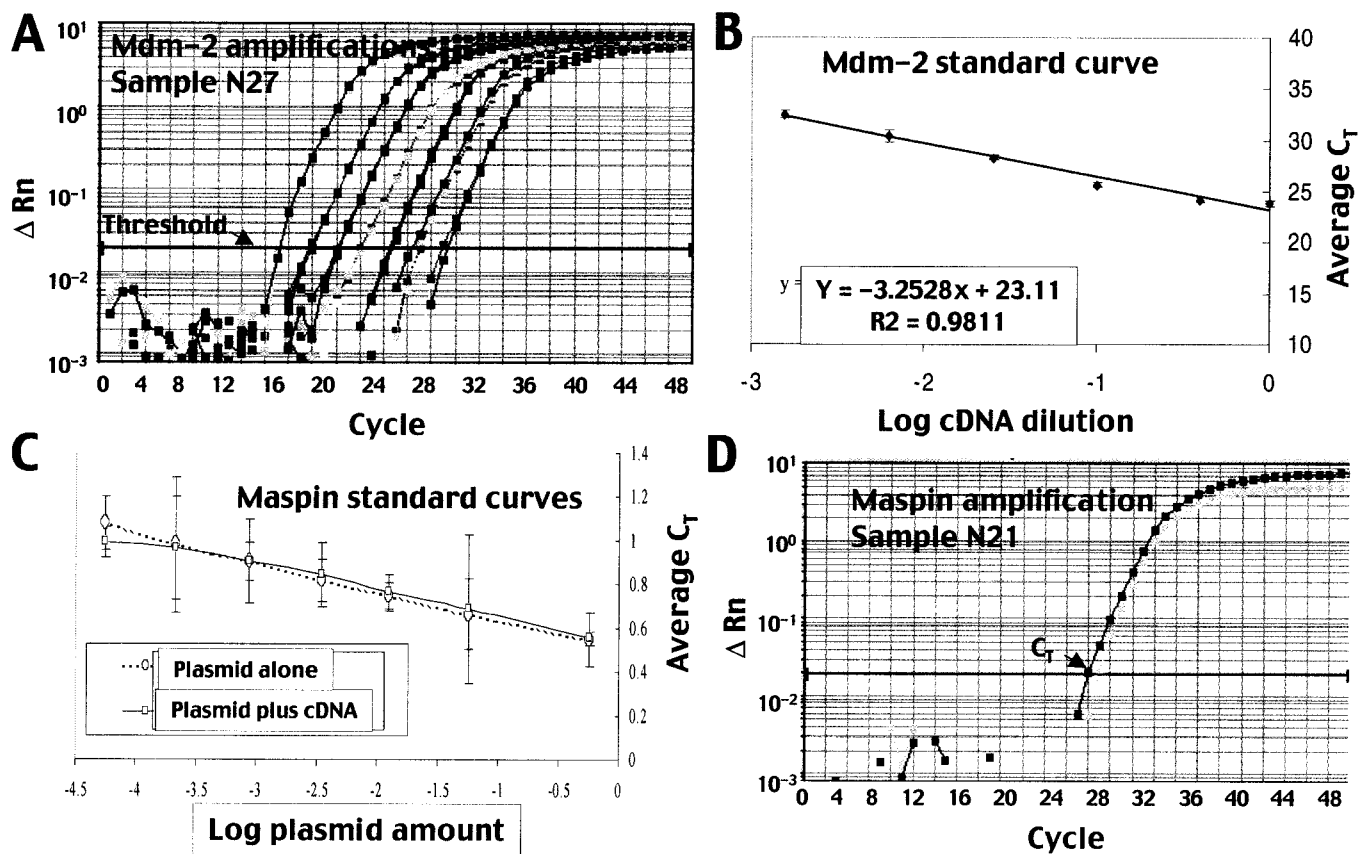 A
Mdm-2 amplifications
Sample N27
10¹
10⁰
10⁻¹
10⁻²
10⁻³
Δ Rn
Threshold
0 4 8 12 16 20 24 28 32 36 40 44 48
Cycle
B
Mdm-2 standard curve
40
35
30
25
20
15
10
Average CT
y =
Y = -3.2528x + 23.11
R2 = 0.9811
-3 -2 -1 0
Log cDNA dilution
C
Maspin standard curves
1.4
1.2
1
0.8
0.6
0.4
0.2
0
Average CT
Plasmid alone
Plasmid plus cDNA
-4.5 -4 -3.5 -3 -2.5 -2 -1.5 -1 -0.5 0
Log plasmid amount
D
Maspin amplification
Sample N21
10¹
10⁰
10⁻¹
10⁻²
10⁻³
Δ Rn
CT
0 4 8 12 16 20 24 28 32 36 40 44 48
Cycle